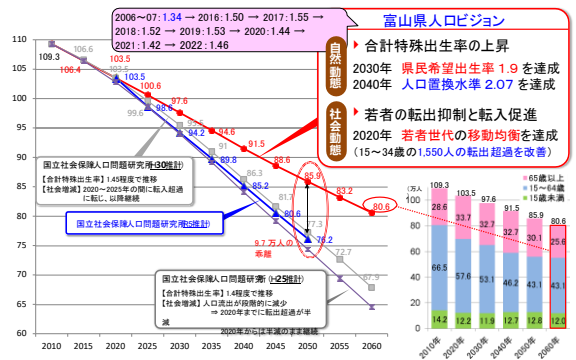 2006～07：1.34 → 2016：1.50 → 2017：1.55 →
2018：1.52 → 2019：1.53 → 2020：1.44 →
2021：1.42 → 2022：1.46
富山県人口ビジョン
自然動態
合計特殊出生率の上昇
2030年 県民希望出生率 1.9 を達成
2040年 人口置換水準 2.07 を達成
社会動態
若者の転出抑制と転入促進
2020年 若者世代の移動均衡を達成
（15～34歳の1,550人の転出超過を改善）
110
105
100
95
90
85
80
75
70
65
60
109.3
106.6
106.4
103.5
103.5
103.5
100.6
99.6
98.6
97.6
95.5
94.2
94.6
91
89.8
91.5
86.3
85.2
88.6
81.7
80.6
85.9
77.3
76.2
83.2
72.7
80.6
67.9
9.7 万人の
乖離
国立社会保障人口問題研究所（H30推計）
【合計特殊出生率】1.45程度で推移
【社会増減】2020～2025年の間に転入超過
に転じ、以降継続
国立社会保障人口問題研究所（R5推計）
国立社会保障人口問題研究所（H25推計）
【合計特殊出生率】1.4程度で推移
【社会増減】人口流出が段階的に減少
⇒ 2020年までに転出超過が半
減
2020年からは半減のまま継続
2010 2015 2020 2025 2030 2035 2040 2045 2050 2055 2060
（万人）
65歳以上
15～64歳
15歳未満
109.3 103.5 97.6 91.5 85.9 80.6
28.6 33.7 32.7 32.7 30.1 25.6
66.5 57.6 53.1 46.2 43.1 43.1
14.2 12.2 11.9 12.7 12.8 12.0
2010年 2020年 2030年 2040年 2050年 2060年